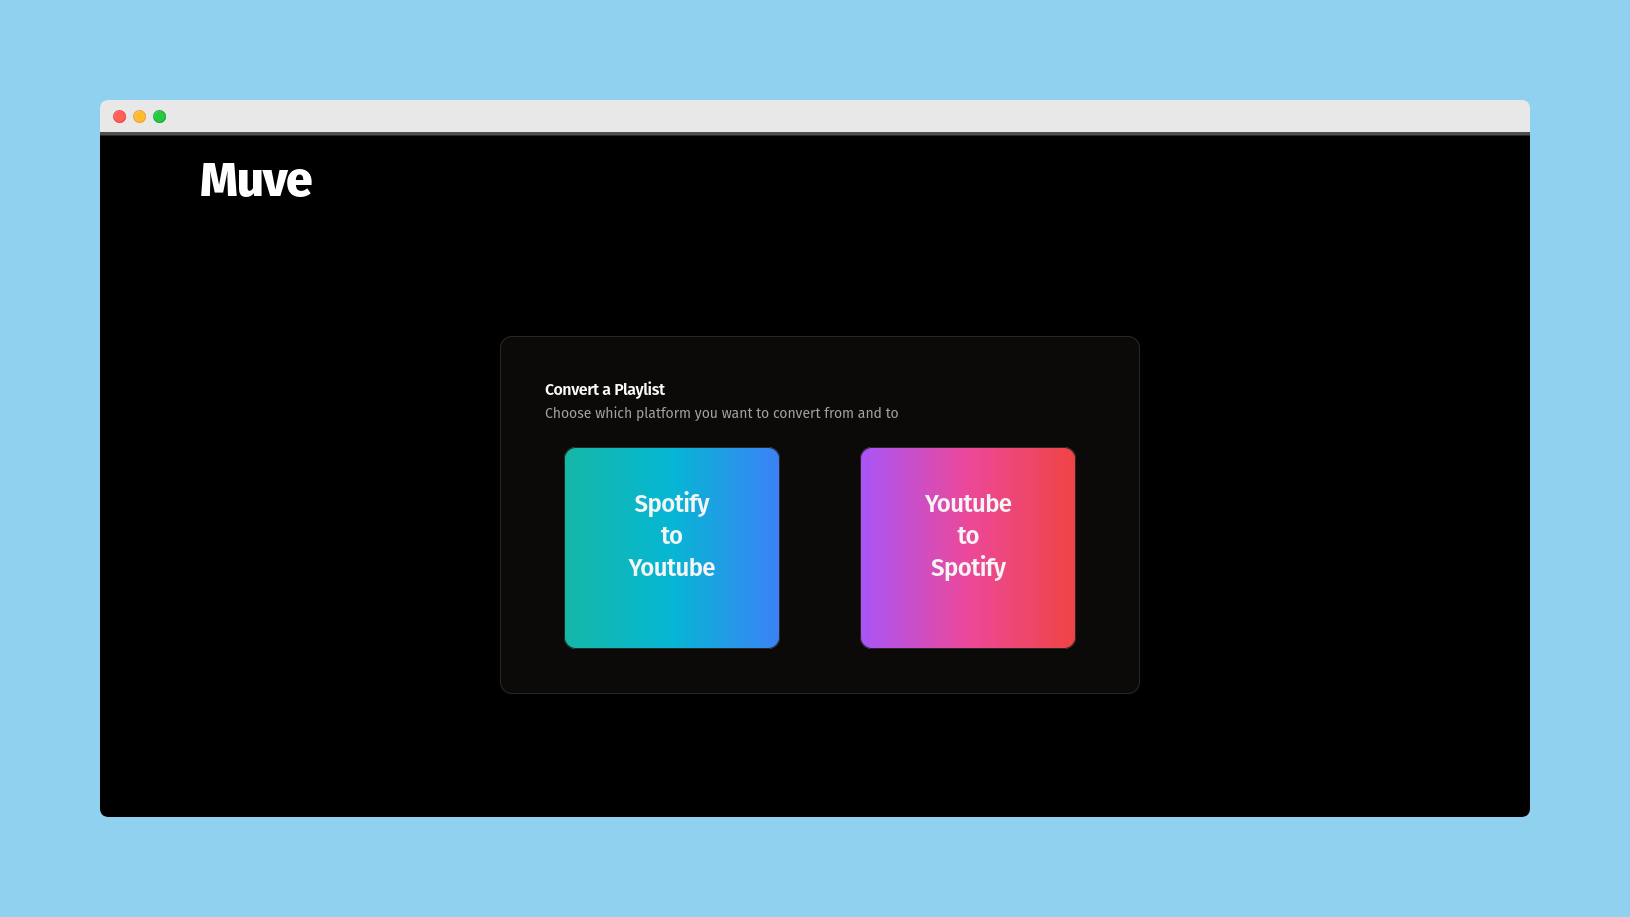 Muve
Convert a Playlist
Choose which platform you want to convert from and to
Spotify
to
Youtube
Youtube
to
Spotify